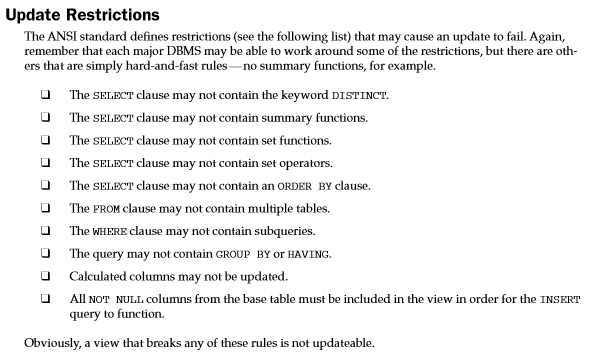 Update Restrictions
The ANSI standard defines restrictions (see the following list) that may cause an update to fail. Again,
remember that each major DBMS may be able to work around some of the restrictions, but there are oth-
ers that are simply hard-and-fast rules—no summary functions, for example.
❑ The SELECT clause may not contain the keyword DISTINCT.
❑ The SELECT clause may not contain summary functions.
❑ The SELECT clause may not contain set functions.
❑ The SELECT clause may not contain set operators.
❑ The SELECT clause may not contain an ORDER BY clause.
❑ The FROM clause may not contain multiple tables.
❑ The WHERE clause may not contain subqueries.
❑ The query may not contain GROUP BY or HAVING.
❑ Calculated columns may not be updated.
❑ All NOT NULL columns from the base table must be included in the view in order for the INSERT
query to function.
Obviously, a view that breaks any of these rules is not updateable.